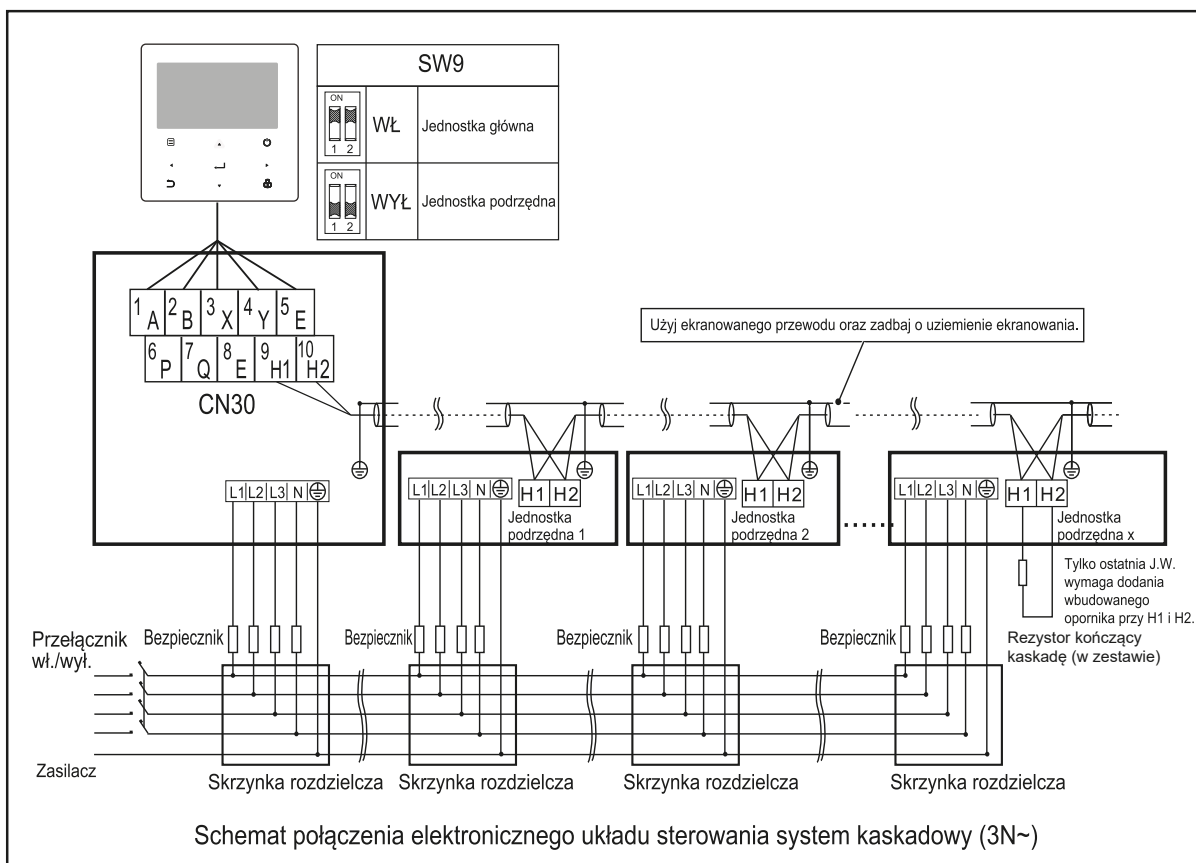 SW9
ON
1 2
WŁ
Jednostka główna
ON
1 2
WYŁ
Jednostka podrzędna
1 A
2 B
3 X
4 Y
5 E
6 P
7 Q
8 E
9 H1
10 H2
CN30
Użyj ekranowanego przewodu oraz zadbaj o uziemienie ekranowania.
L1 L2 L3 N
L1 L2 L3 N
H1 H2
Jednostka
podrzędna 1
L1 L2 L3 N
H1 H2
Jednostka
podrzędna 2
L1 L2 L3 N
H1 H2
Jednostka
podrzędna x
Tylko ostatnia J.W.
wymaga dodania
wbudowanego
opornika przy H1 i H2.
Rezystor kończący
kaskadę (w zestawie)
Przełącznik
wł./wył.
Bezpiecznik
Bezpiecznik
Bezpiecznik
Bezpiecznik
Zasilacz
Skrzynka rozdzielcza
Skrzynka rozdzielcza
Skrzynka rozdzielcza
Skrzynka rozdzielcza
Schemat połączenia elektronicznego układu sterowania system kaskadowy (3N~)